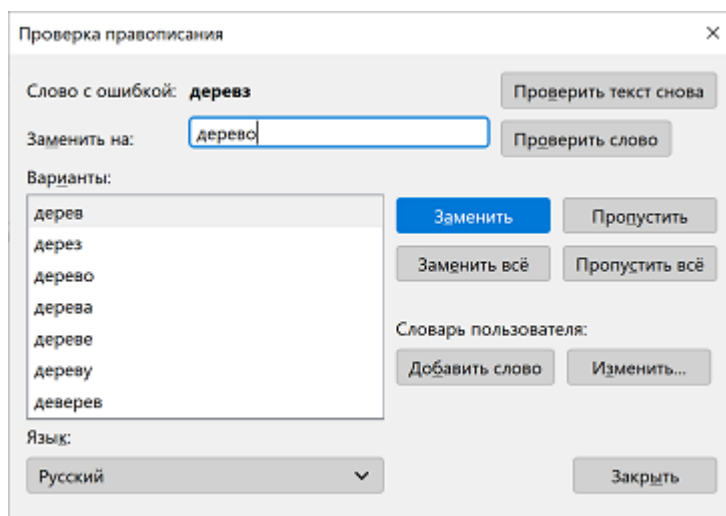 Проверка правописания
Слово с ошибкой: деревз
Проверить текст снова
Заменить на: дерево
Проверить слово
Варианты:
дерев
дерез
дерево
дерева
дереве
дереву
деверев
Заменить
Пропустить
Заменить всё
Пропустить всё
Словарь пользователя:
Добавить слово
Изменить...
Язык:
Русский
Закрыть